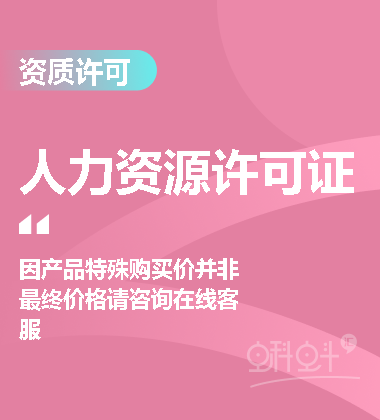 资质许可
人力资源许可证
因产品特殊购买价并非
最终价格请咨询在线客
服